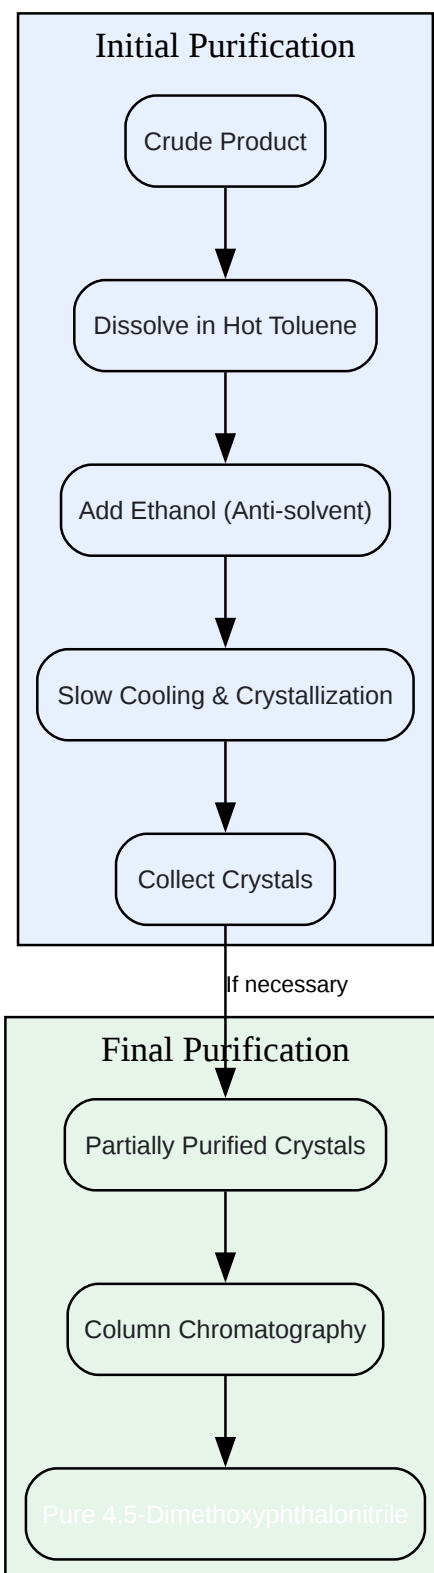 Initial Purification
Crude Product
Dissolve in Hot Toluene
Add Ethanol (Anti-solvent)
Slow Cooling & Crystallization
Collect Crystals
If necessary
Final Purification
Partially Purified Crystals
Column Chromatography
Pure 4,5-Dimethoxyphthalonitrile